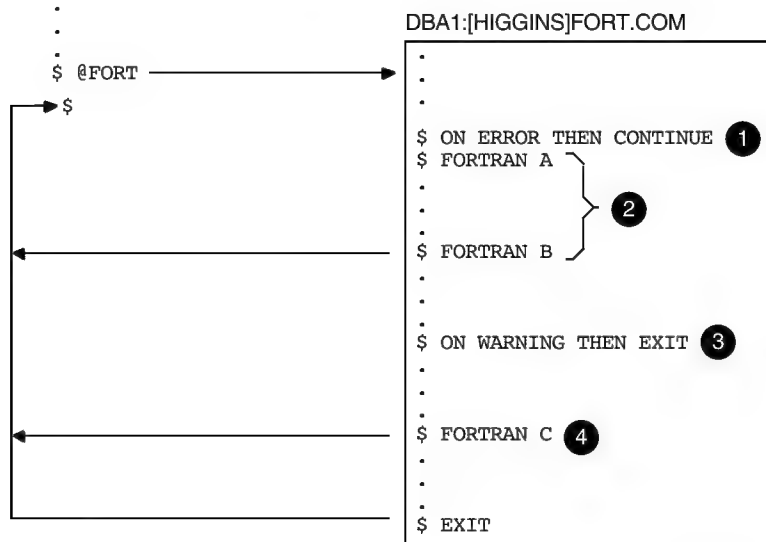 DBA1:[HIGGINS]FORT.COM
$ @FORT
$
$ ON ERROR THEN CONTINUE 1
$ FORTRAN A
2
$ FORTRAN B
$ ON WARNING THEN EXIT 3
$ FORTRAN C 4
$ EXIT